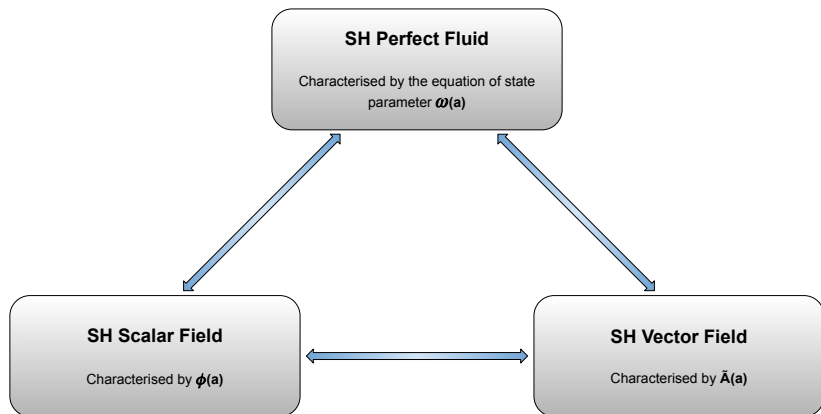 SH Perfect Fluid
Characterised by the equation of state
parameter ω(a)
SH Scalar Field
Characterised by ϕ(a)
SH Vector Field
Characterised by Ã(a)